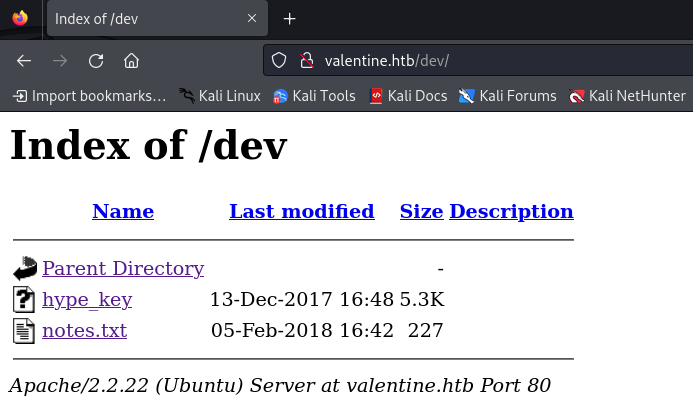 Index of /dev
valentine.htb/dev/
Import bookmarks... Kali Linux Kali Tools Kali Docs Kali Forums Kali NetHunter
Index of /dev
Name Last modified Size Description
Parent Directory -
hype_key 13-Dec-2017 16:48 5.3K
notes.txt 05-Feb-2018 16:42 227
Apache/2.2.22 (Ubuntu) Server at valentine.htb Port 80